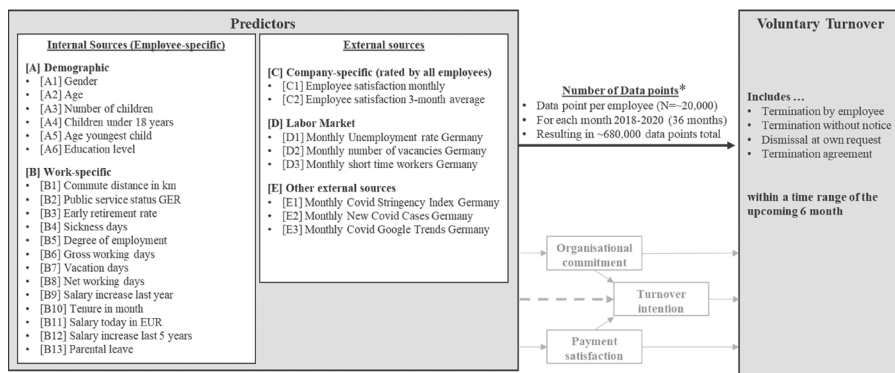 Predictors
Internal Sources (Employee-specific)
[A] Demographic
• [A1] Gender
• [A2] Age
• [A3] Number of children
• [A4] Children under 18 years
• [A5] Age youngest child
• [A6] Education level
[B] Work-specific
• [B1] Commute distance in km
• [B2] Public service status GER
• [B3] Early retirement rate
• [B4] Sickness days
• [B5] Degree of employment
• [B6] Gross working days
• [B7] Vacation days
• [B8] Net working days
• [B9] Salary increase last year
• [B10] Tenure in month
• [B11] Salary today in EUR
• [B12] Salary increase last 5 years
• [B13] Parental leave
External sources
[C] Company-specific (rated by all employees)
• [C1] Employee satisfaction monthly
• [C2] Employee satisfaction 3-month average
[D] Labor Market
• [D1] Monthly Unemployment rate Germany
• [D2] Monthly number of vacancies Germany
• [D3] Monthly short time workers Germany
[E] Other external sources
• [E1] Monthly Covid Stringency Index Germany
• [E2] Monthly New Covid Cases Germany
• [E3] Monthly Covid Google Trends Germany
Number of Data points*
• Data point per employee (N=~20,000)
• For each month 2018-2020 (36 months)
• Resulting in ~680,000 data points total
Organisational
commitment
Turnover
intention
Payment
satisfaction
Voluntary Turnover
Includes …
• Termination by employee
• Termination without notice
• Dismissal at own request
• Termination agreement
within a time range of the
upcoming 6 month